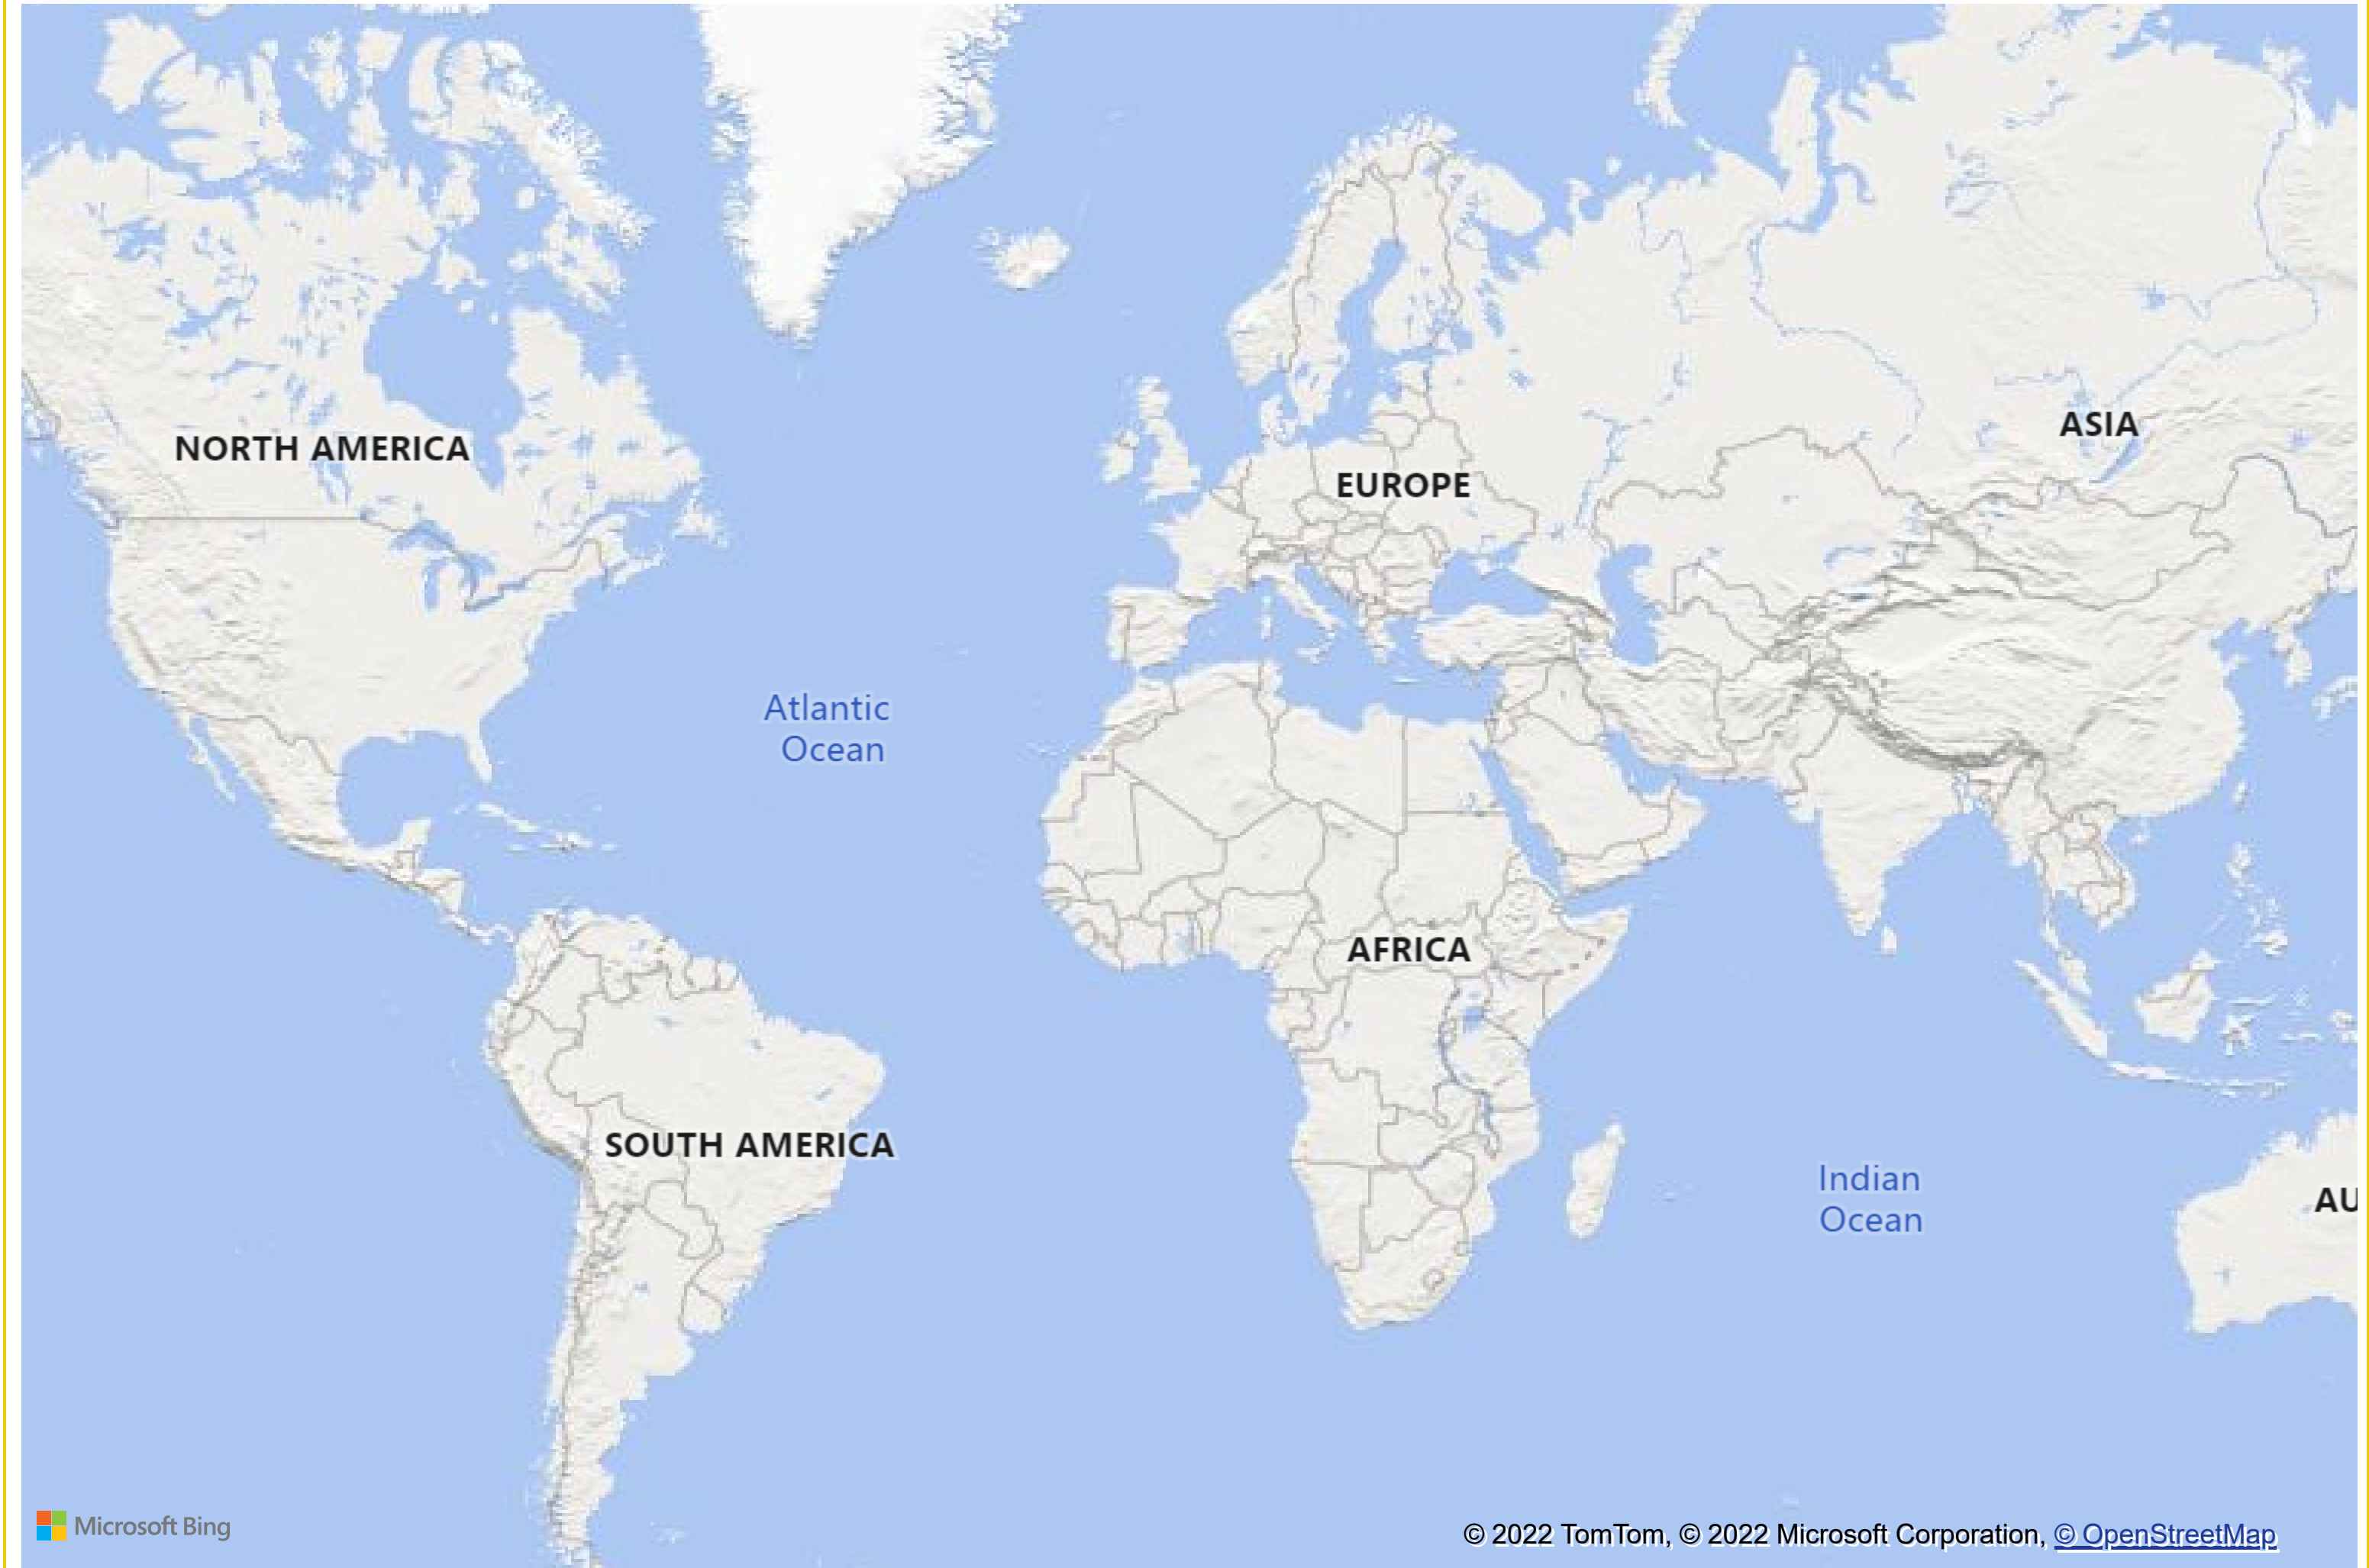 ASIA
NORTH AMERICA
EUROPE
Atlantic
Ocean
AFRICA
SOUTH AMERICA
Indian
Ocean
AU
Microsoft Bing
© 2022 TomTom, © 2022 Microsoft Corporation, © OpenStreetMap